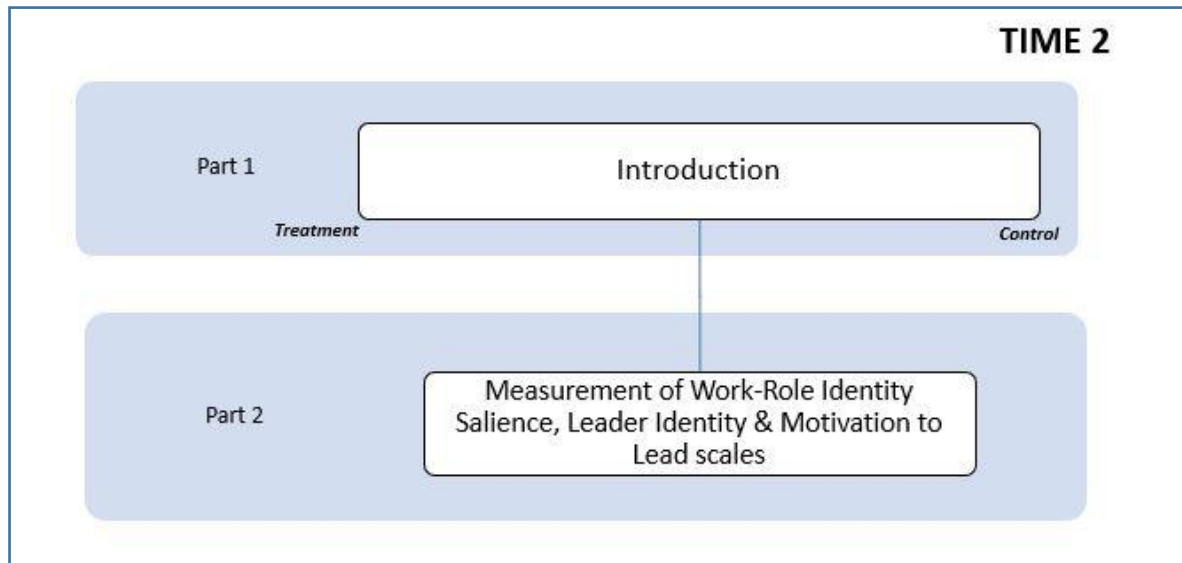 TIME 2
Part 1
Introduction
Treatment
Control
Part 2
Measurement of Work-Role Identity
Salience, Leader Identity & Motivation to
Lead scales